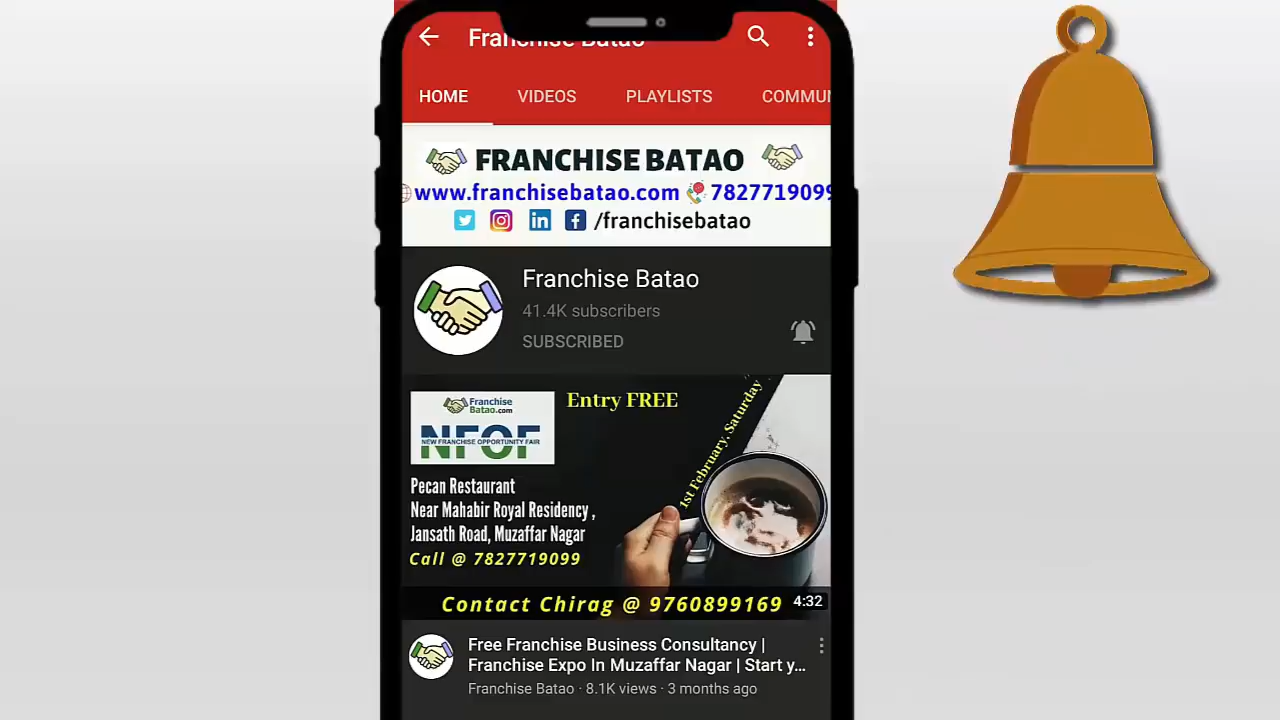 Franchise Batao
HOME VIDEOS PLAYLISTS COMMUN
FRANCHISE BATAO
www.franchisebatao.com 7827719099
/franchisebatao
Franchise Batao
41.4K subscribers
SUBSCRIBED
Franchise
Batao.com
NFOF
NEW FRANCHISE OPPORTUNITY FAIR
Entry FREE
1st February, Saturday
Pecan Restaurant
Near Mahabir Royal Residency ,
Jansath Road, Muzaffar Nagar
Call @ 7827719099
Contact Chirag @ 9760899169
4:32
Free Franchise Business Consultancy |
Franchise Expo In Muzaffar Nagar | Start y...
Franchise Batao · 8.1K views · 3 months ago